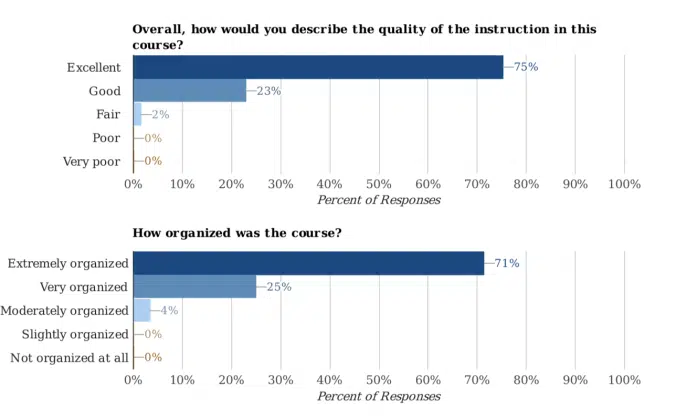 Overall, how would you describe the quality of the instruction in this
course?
Excellent 75%
Good 23%
Fair 2%
Poor 0%
Very poor 0%
0% 10% 20% 30% 40% 50% 60% 70% 80% 90% 100%
Percent of Responses
How organized was the course?
Extremely organized 71%
Very organized 25%
Moderately organized 4%
Slightly organized 0%
Not organized at all 0%
0% 10% 20% 30% 40% 50% 60% 70% 80% 90% 100%
Percent of Responses